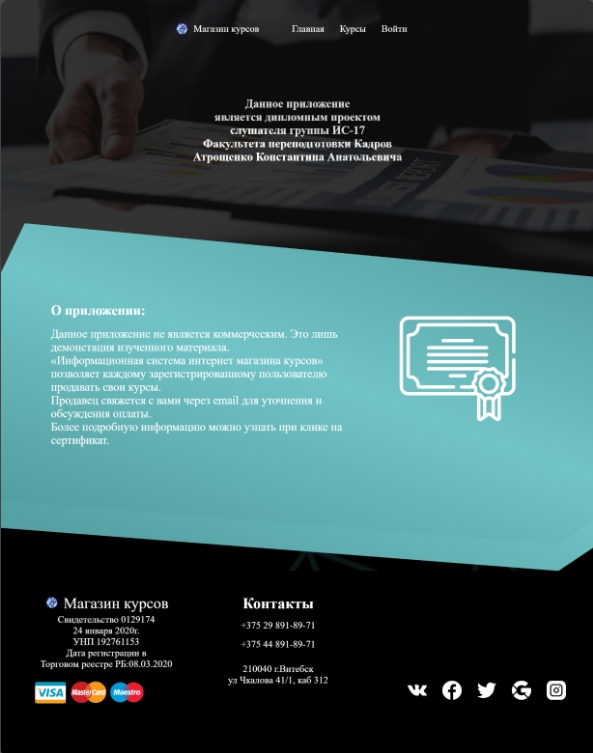 Магазин курсов Главная Курсы Войти
Данное приложение
является дипломным проектом
слушателя группы ИС-17
Факультета переподготовки Кадров
Атрощенко Константина Анатольевича
О приложении:
Данное приложение не является коммерческим. Это лишь
демонстация изученного материала.
«Информационная система интернет магазина курсов»
позволяет каждому зарегистрированному пользователю
продавать свои курсы.
Продавец свяжется с вами через email для уточнения и
обсуждения оплаты.
Более подробную информацию можно узнать при клике на
сертификат.
Магазин курсов
Свидетельство 0129174
24 января 2020г.
УНП 192761153
Дата регистрации в
Торговом реестре РБ:08.03.2020
VISA MasterCard Maestro
Контакты
+375 29 891-89-71
+375 44 891-89-71
210040 г.Витебск
ул Чкалова 41/1, каб 312